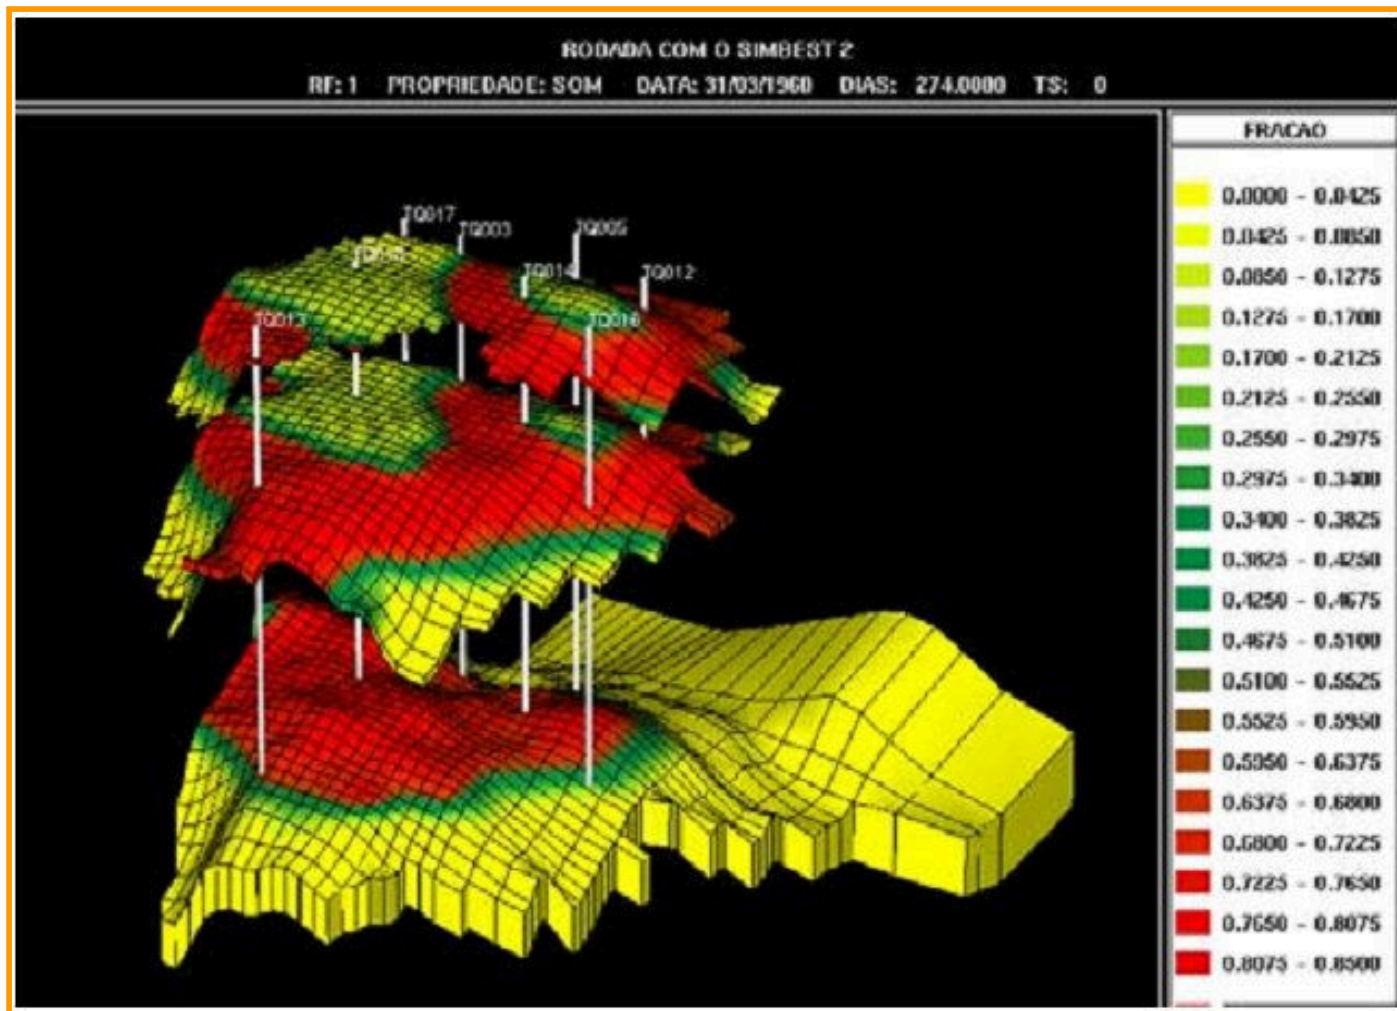 RODADA COM O SIMBEST 2
RF: 1 PROPRIEDADE: SOM DATA: 31/03/1960 DIAS: 274.0000 TS: 0
FRACAO
TQ017
TQ003
TQ005
TQ014
TQ012
TQ013
TQ016
0.0000 - 0.0425
0.0425 - 0.0850
0.0850 - 0.1275
0.1275 - 0.1700
0.1700 - 0.2125
0.2125 - 0.2550
0.2550 - 0.2975
0.2975 - 0.3400
0.3400 - 0.3825
0.3825 - 0.4250
0.4250 - 0.4675
0.4675 - 0.5100
0.5100 - 0.5525
0.5525 - 0.5950
0.5950 - 0.6375
0.6375 - 0.6800
0.6800 - 0.7225
0.7225 - 0.7650
0.7650 - 0.8075
0.8075 - 0.8500